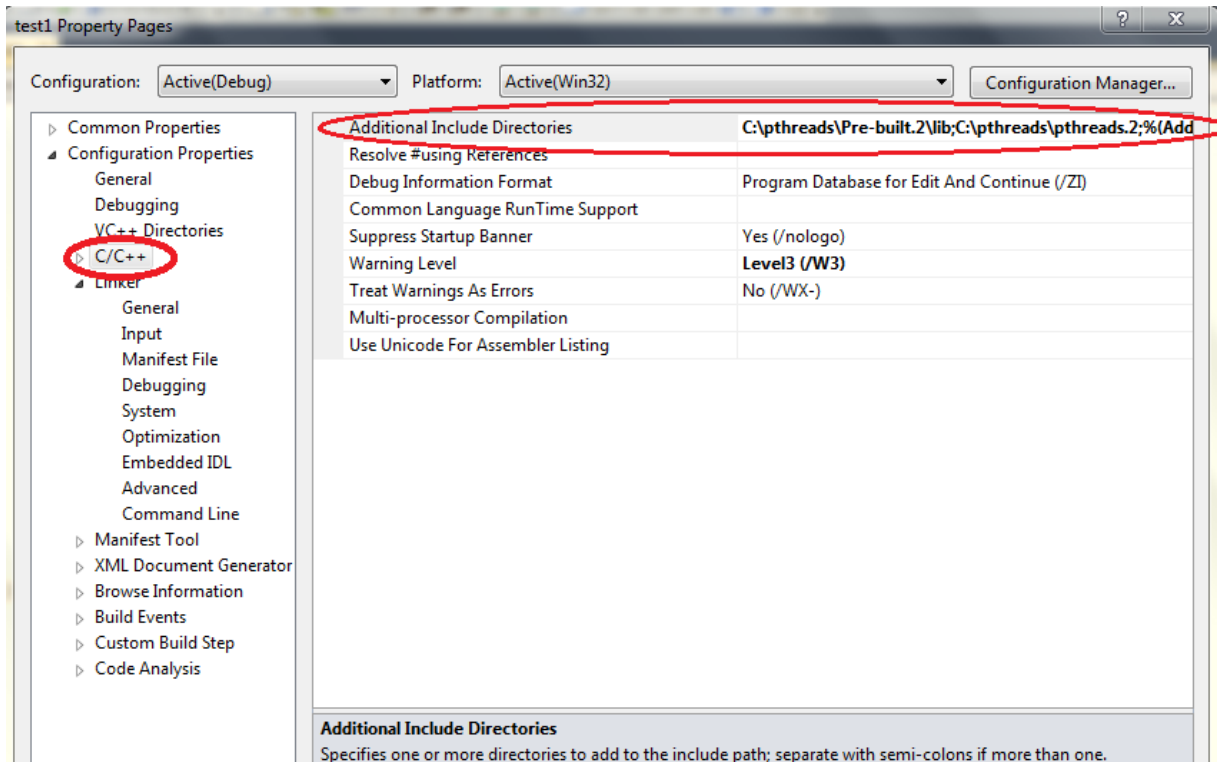 test1 Property Pages
Configuration: Active(Debug) Platform: Active(Win32) Configuration Manager...
Common Properties
Configuration Properties
General
Debugging
VC++ Directories
C/C++
Linker
General
Input
Manifest File
Debugging
System
Optimization
Embedded IDL
Advanced
Command Line
Manifest Tool
XML Document Generator
Browse Information
Build Events
Custom Build Step
Code Analysis
Additional Include Directories C:\pthreads\Pre-built.2\lib;C:\pthreads\pthreads.2;%(Add
Resolve #using References
Debug Information Format Program Database for Edit And Continue (/ZI)
Common Language RunTime Support
Suppress Startup Banner Yes (/nologo)
Warning Level Level3 (/W3)
Treat Warnings As Errors No (/WX-)
Multi-processor Compilation
Use Unicode For Assembler Listing
Additional Include Directories
Specifies one or more directories to add to the include path; separate with semi-colons if more than one.